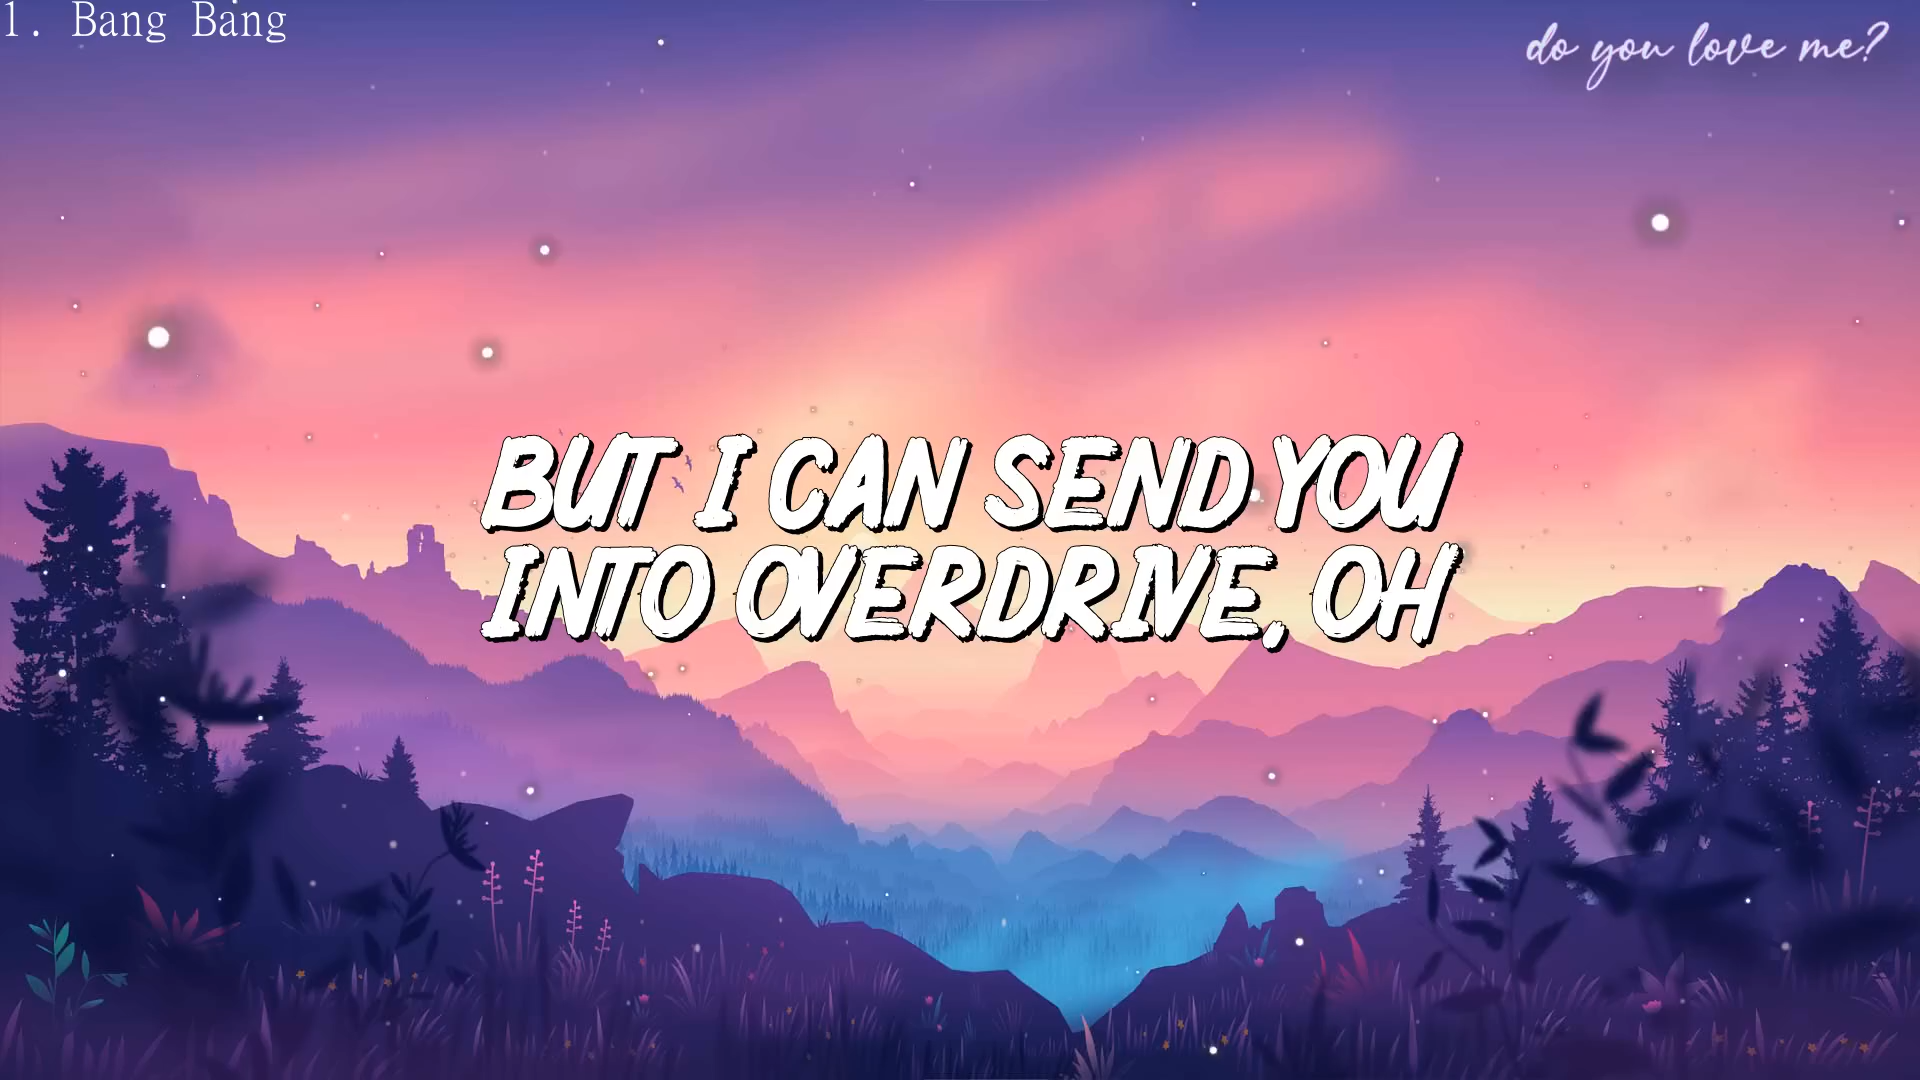 1. Bang Bang
do you love me?
BUT I CAN SEND YOU
INTO OVERDRIVE, OH